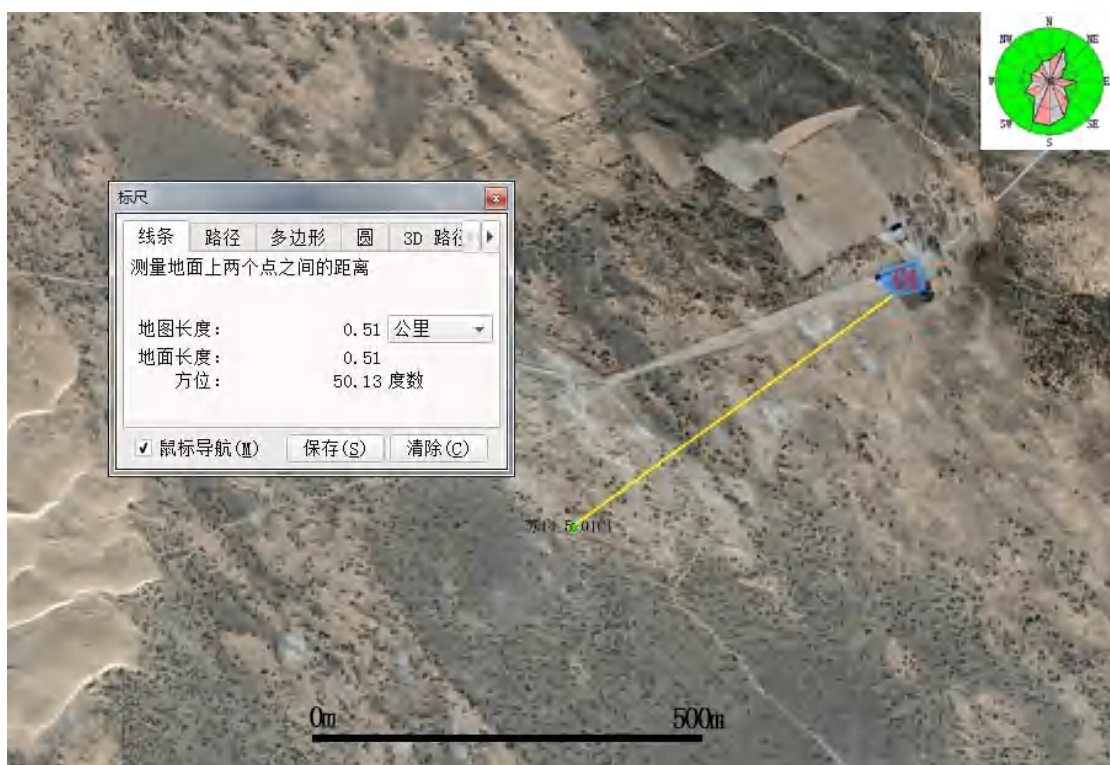 N
NW NE
W E
SW SE
S
标尺
线条 路径 多边形 圆 3D 路径
测量地面上两个点之间的距离
地图长度: 0.51 公里
地面长度: 0.51
方位: 50.13 度数
鼠标导航(M) 保存(S) 清除(C)
01
0m 500m